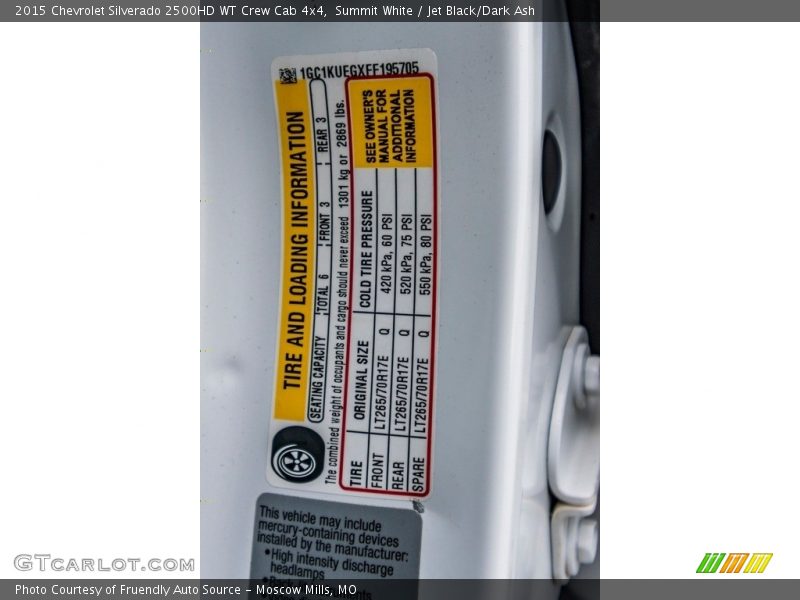 2015 Chevrolet Silverado 2500HD WT Crew Cab 4x4, Summit White / Jet Black/Dark Ash
1GC1KUEGXFF195705
TIRE AND LOADING INFORMATION
SEATING CAPACITY TOTAL 6 FRONT 3 REAR 3
The combined weight of occupants and cargo should never exceed 1301 kg or 2869 lbs.
TIRE ORIGINAL SIZE COLD TIRE PRESSURE
FRONT LT265/70R17E Q 420 kPa, 60 PSI
REAR LT265/70R17E Q 520 kPa, 75 PSI
SPARE LT265/70R17E Q 550 kPa, 80 PSI
SEE OWNER'S
MANUAL FOR
ADDITIONAL
INFORMATION
This vehicle may include
mercury-containing devices
installed by the manufacturer:
• High intensity discharge
headlamps
GTCARLOT.COM
Photo Courtesy of Fruendly Auto Source - Moscow Mills, MO